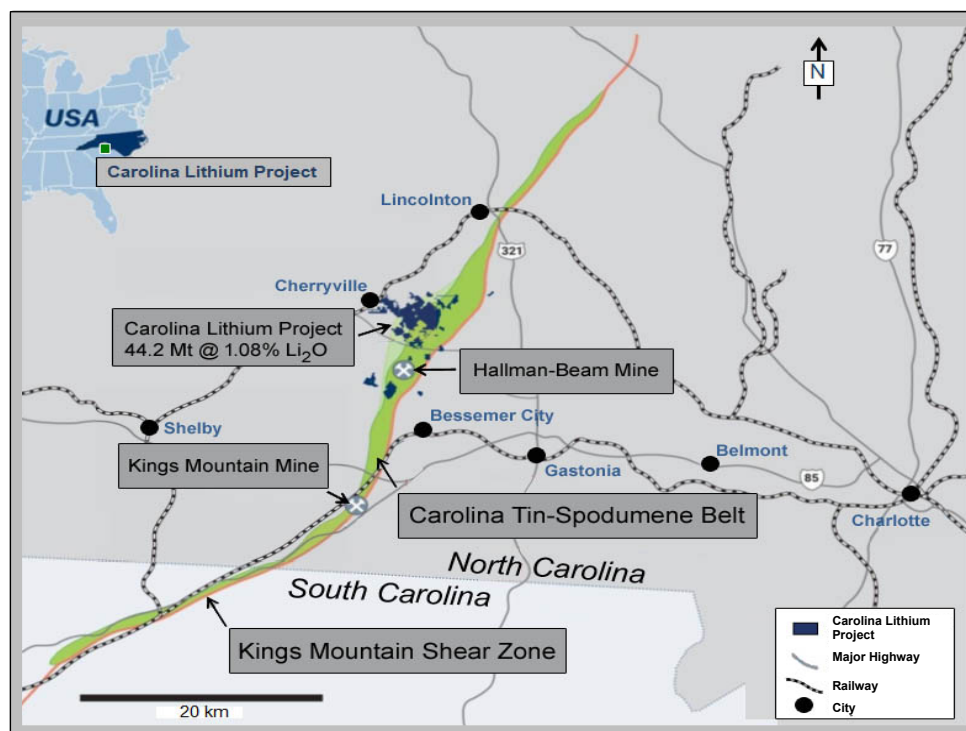 N
USA
Carolina Lithium Project
Lincolnton
321
77
Cherryville
Carolina Lithium Project
44.2 Mt @ 1.08% Li₂O
Hallman-Beam Mine
Bessemer City
Shelby
Belmont
Kings Mountain Mine
Gastonia
85
Carolina Tin-Spodumene Belt
Charlotte
North Carolina
South Carolina
Kings Mountain Shear Zone
20 km
Carolina Lithium
Project
Major Highway
Railway
City